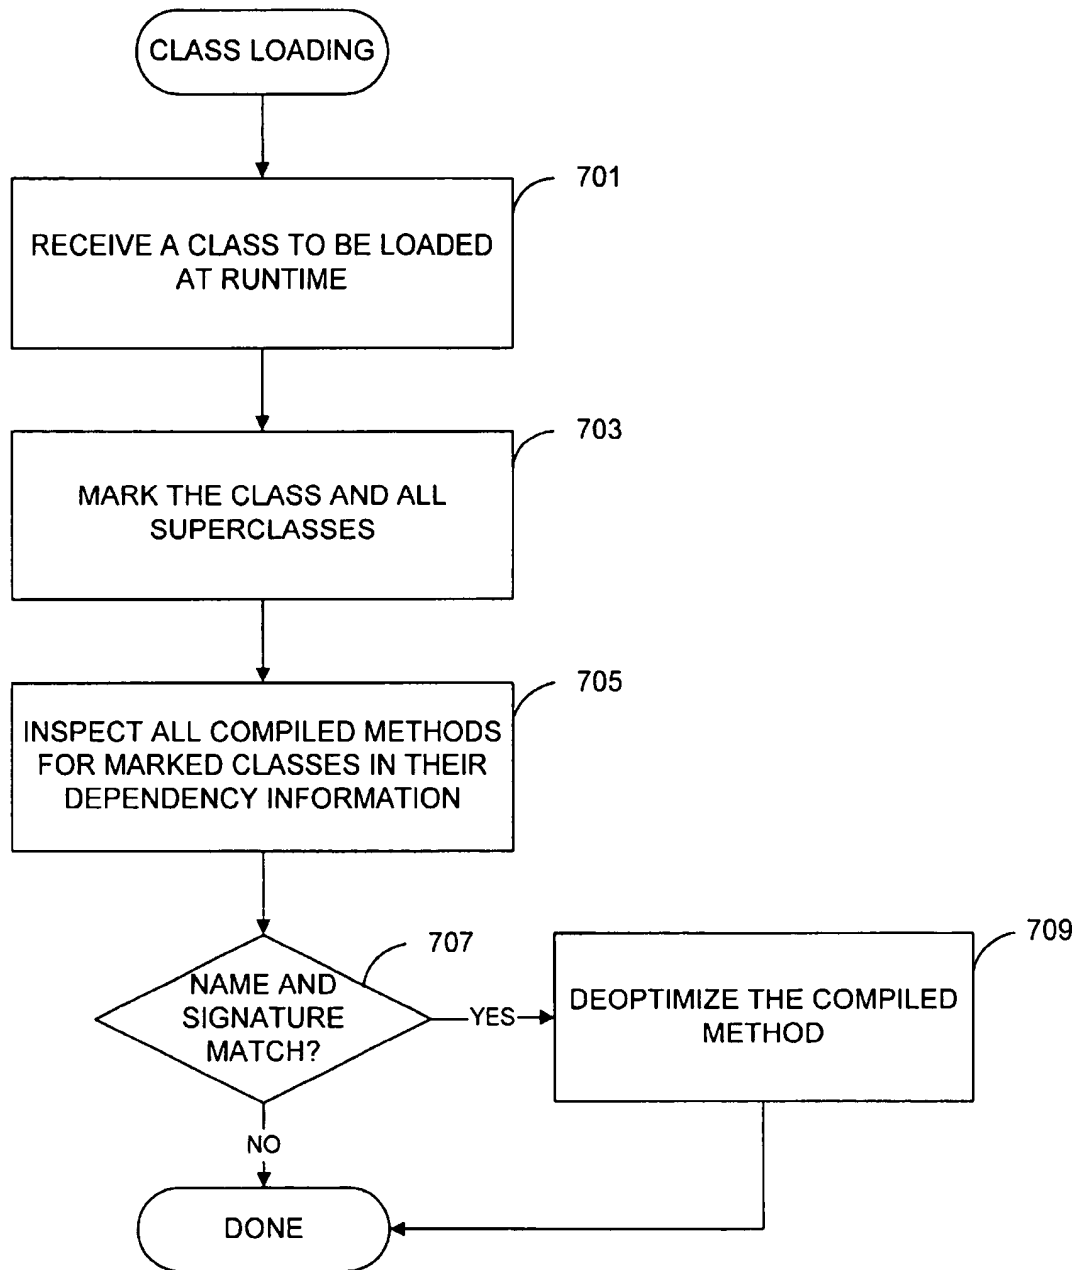 CLASS LOADING
701
RECEIVE A CLASS TO BE LOADED
AT RUNTIME
703
MARK THE CLASS AND ALL
SUPERCLASSES
705
INSPECT ALL COMPILED METHODS
FOR MARKED CLASSES IN THEIR
DEPENDENCY INFORMATION
707
NAME AND
SIGNATURE
MATCH?
YES
709
DEOPTIMIZE THE COMPILED
METHOD
NO
DONE